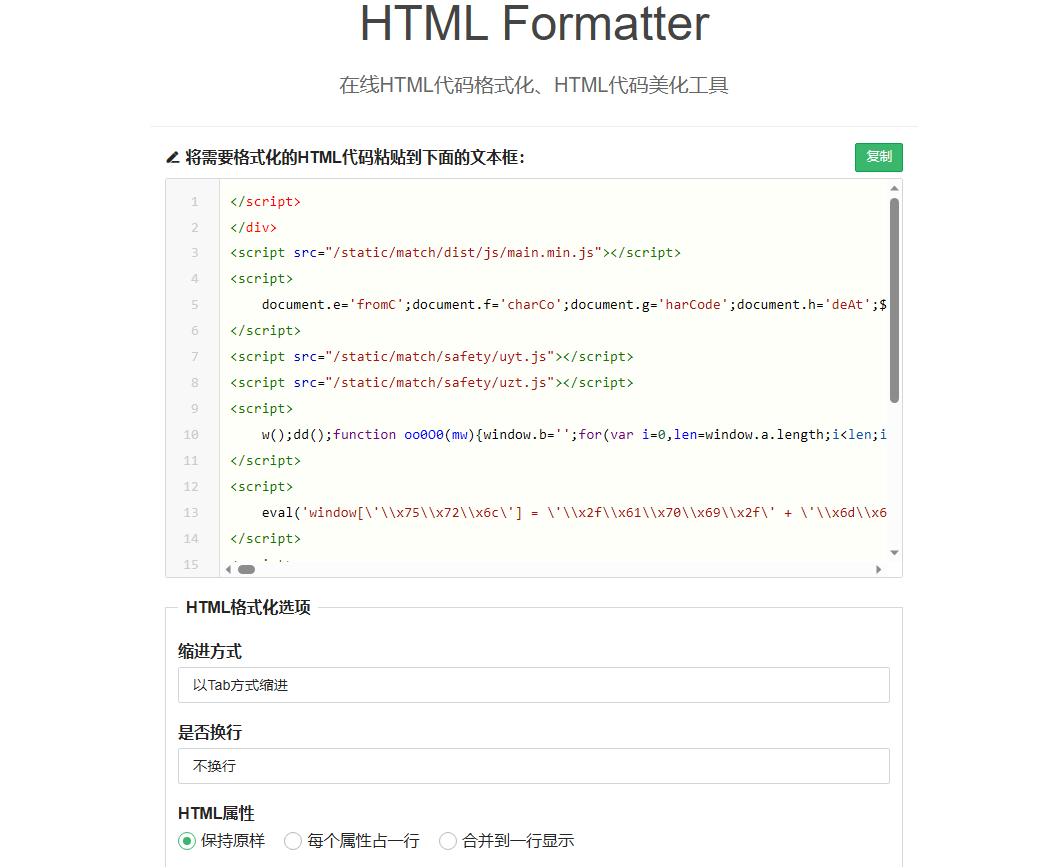 HTML Formatter
在线HTML代码格式化、HTML代码美化工具
将需要格式化的HTML代码粘贴到下面的文本框：
复制
1 </script>
2 </div>
3 <script src="/static/match/dist/js/main.min.js"></script>
4 <script>
5 document.e='fromC';document.f='charCo';document.g='harCode';document.h='deAt';$
6 </script>
7 <script src="/static/match/safety/uyt.js"></script>
8 <script src="/static/match/safety/uzt.js"></script>
9 <script>
10 w();dd();function oo0O0(mw){window.b='';for(var i=0,len=window.a.length;i<len;i
11 </script>
12 <script>
13 eval('window[\'\\x75\\x72\\x6c\'] = \'\\x2f\\x61\\x70\\x69\\x2f\' + \'\\x6d\\x6
14 </script>
15
HTML格式化选项
缩进方式
以Tab方式缩进
是否换行
不换行
HTML属性
保持原样 每个属性占一行 合并到一行显示